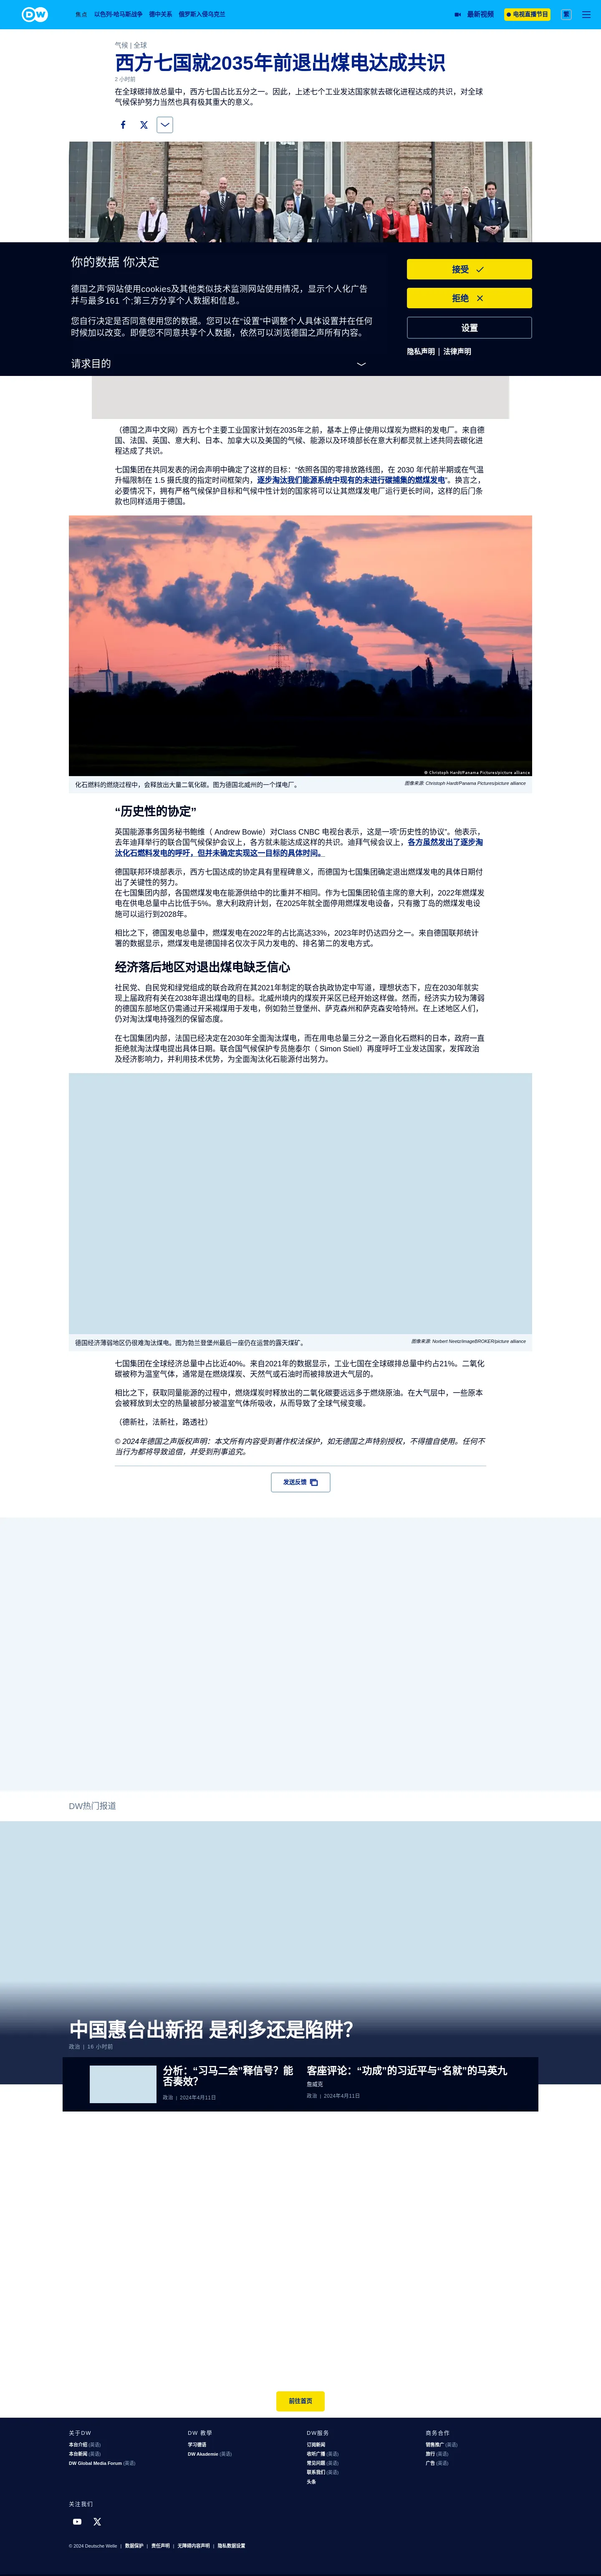 DW
焦点 以色列-哈马斯战争 德中关系 俄罗斯入侵乌克兰
最新视频 电视直播节目 繁
气候 | 全球
西方七国就2035年前退出煤电达成共识
2 小时前
在全球碳排放总量中，西方七国占比五分之一。因此，上述七个工业发达国家就去碳化进程达成的共识，对全球
气候保护努力当然也具有极其重大的意义。
你的数据 你决定
德国之声'网站使用cookies及其他类似技术监测网站使用情况，显示个人化广告
并与最多161 个;第三方分享个人数据和信息。
您自行决定是否同意使用您的数据。您可以在"设置"中调整个人具体设置并在任何
时候加以改变。即便您不同意共享个人数据，依然可以浏览德国之声所有内容。
请求目的
接受
拒绝
设置
隐私声明 | 法律声明
（德国之声中文网）西方七个主要工业国家计划在2035年之前，基本上停止使用以煤炭为燃料的发电厂。来自德
国、法国、英国、意大利、日本、加拿大以及美国的气候、能源以及环境部长在意大利都灵就上述共同去碳化进
程达成了共识。
七国集团在共同发表的闭会声明中确定了这样的目标：“依照各国的零排放路线图，在 2030 年代前半期或在气温
升幅限制在 1.5 摄氏度的指定时间框架内，逐步淘汰我们能源系统中现有的未进行碳捕集的燃煤发电”。换言之，
必要情况下，拥有严格气候保护目标和气候中性计划的国家将可以让其燃煤发电厂运行更长时间，这样的后门条
款也同样适用于德国。
© Christoph Hardt/Panama Pictures/picture alliance
化石燃料的燃烧过程中，会释放出大量二氧化碳。图为德国北威州的一个煤电厂。
图像来源: Christoph Hardt/Panama Pictures/picture alliance
“历史性的协定”
英国能源事务国务秘书鲍维（ Andrew Bowie）对Class CNBC 电视台表示，这是一项“历史性的协议”。他表示，
去年迪拜举行的联合国气候保护会议上，各方就未能达成这样的共识。迪拜气候会议上，各方虽然发出了逐步淘
汰化石燃料发电的呼吁，但并未确定实现这一目标的具体时间。
德国联邦环境部表示，西方七国达成的协定具有里程碑意义，而德国为七国集团确定退出燃煤发电的具体日期付
出了关键性的努力。
在七国集团内部，各国燃煤发电在能源供给中的比重并不相同。作为七国集团轮值主席的意大利，2022年燃煤发
电在供电总量中占比低于5%。意大利政府计划，在2025年就全面停用燃煤发电设备，只有撒丁岛的燃煤发电设
施可以运行到2028年。
相比之下，德国发电总量中，燃煤发电在2022年的占比高达33%，2023年时仍达四分之一。来自德国联邦统计
署的数据显示，燃煤发电是德国排名仅次于风力发电的、排名第二的发电方式。
经济落后地区对退出煤电缺乏信心
社民党、自民党和绿党组成的联合政府在其2021年制定的联合执政协定中写道，理想状态下，应在2030年就实
现上届政府有关在2038年退出煤电的目标。北威州境内的煤炭开采区已经开始这样做。然而，经济实力较为薄弱
的德国东部地区仍需通过开采褐煤用于发电，例如勃兰登堡州、萨克森州和萨克森安哈特州。在上述地区人们，
仍对淘汰煤电持强烈的保留态度。
在七国集团内部，法国已经决定在2030年全面淘汰煤电，而在用电总量三分之一源自化石燃料的日本，政府一直
拒绝就淘汰煤电提出具体日期。联合国气候保护专员施泰尔（ Simon Stiell）再度呼吁工业发达国家，发挥政治
及经济影响力，并利用技术优势，为全面淘汰化石能源付出努力。
德国经济薄弱地区仍很难淘汰煤电。图为勃兰登堡州最后一座仍在运营的露天煤矿。
图像来源: Norbert Neetz/imageBROKER/picture alliance
七国集团在全球经济总量中占比近40%。来自2021年的数据显示，工业七国在全球碳排总量中约占21%。二氧化
碳被称为温室气体，通常是在燃烧煤炭、天然气或石油时而被排放进大气层的。
相比之下，获取同量能源的过程中，燃烧煤炭时释放出的二氧化碳要远远多于燃烧原油。在大气层中，一些原本
会被释放到太空的热量被部分被温室气体所吸收，从而导致了全球气候变暖。
（德新社，法新社，路透社）
© 2024年德国之声版权声明：本文所有内容受到著作权法保护，如无德国之声特别授权，不得擅自使用。任何不
当行为都将导致追偿，并受到刑事追究。
发送反馈
DW热门报道
中国惠台出新招 是利多还是陷阱？
政治 | 16 小时前
分析：“习马二会”释信号？能
否奏效？
政治 | 2024年4月11日
客座评论：“功成”的习近平与“名就”的马英九
詹威克
政治 | 2024年4月11日
前往首页
关于DW
本台介绍 (英语)
本台新闻 (英语)
DW Global Media Forum (英语)
DW 教學
学习德语
DW Akademie (英语)
DW服务
订阅新闻
收听广播 (英语)
常见问题 (英语)
联系我们 (英语)
头条
商务合作
销售推广 (英语)
旅行 (英语)
广告 (英语)
关注我们
© 2024 Deutsche Welle | 数据保护 | 责任声明 | 无障碍内容声明 | 隐私数据设置